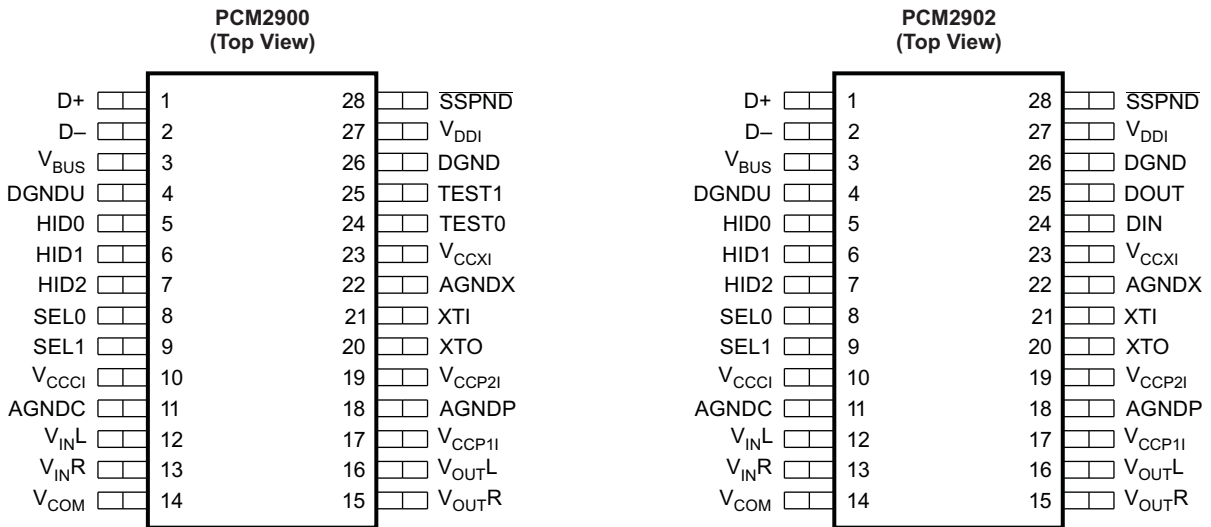 PCM2900
(Top View)
D+ 1 28 SSPND
D– 2 27 VDDI
VBUS 3 26 DGND
DGNDU 4 25 TEST1
HID0 5 24 TEST0
HID1 6 23 VCCXI
HID2 7 22 AGNDX
SEL0 8 21 XTI
SEL1 9 20 XTO
VCCCI 10 19 VCCP2I
AGNDC 11 18 AGNDP
VINL 12 17 VCCP1I
VINR 13 16 VOUTL
VCOM 14 15 VOUTR
PCM2902
(Top View)
D+ 1 28 SSPND
D– 2 27 VDDI
VBUS 3 26 DGND
DGNDU 4 25 DOUT
HID0 5 24 DIN
HID1 6 23 VCCXI
HID2 7 22 AGNDX
SEL0 8 21 XTI
SEL1 9 20 XTO
VCCCI 10 19 VCCP2I
AGNDC 11 18 AGNDP
VINL 12 17 VCCP1I
VINR 13 16 VOUTL
VCOM 14 15 VOUTR